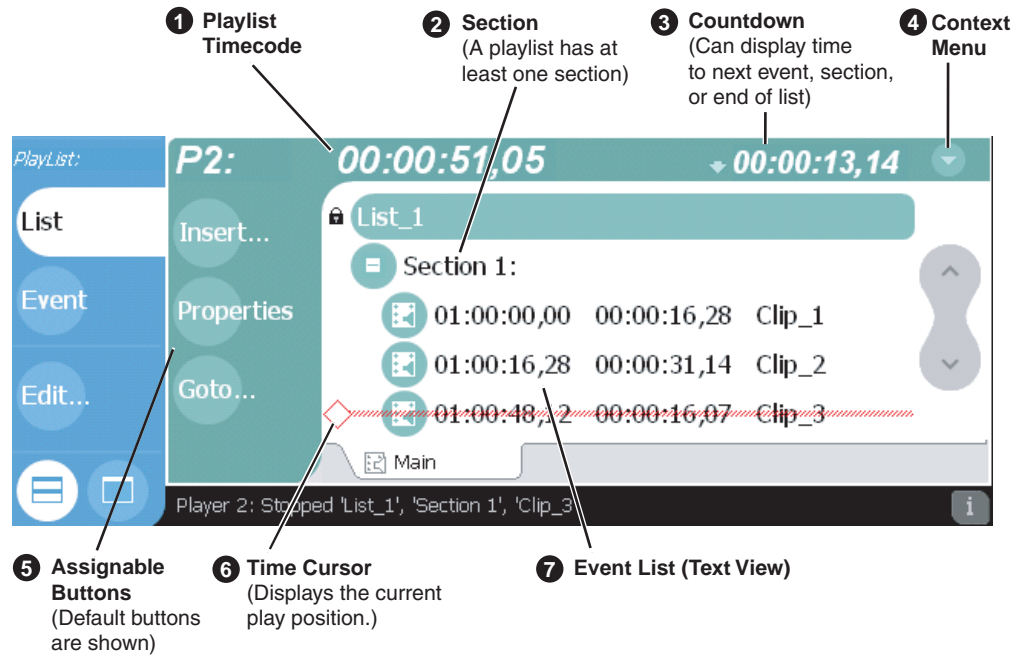 1 Playlist
Timecode
2 Section
(A playlist has at
least one section)
3 Countdown
(Can display time
to next event, section,
or end of list)
4 Context
Menu
PlayList:
P2:
00:00:51,05
00:00:13,14
List
Event
Edit...
Insert...
Properties
Goto...
List_1
Section 1:
01:00:00,00 00:00:16,28 Clip_1
01:00:16,28 00:00:31,14 Clip_2
01:00:48,12 00:00:16,07 Clip_3
Main
Player 2: Stopped 'List_1', 'Section 1', 'Clip_3'
i
5 Assignable
Buttons
(Default buttons
are shown)
6 Time Cursor
(Displays the current
play position.)
7 Event List (Text View)